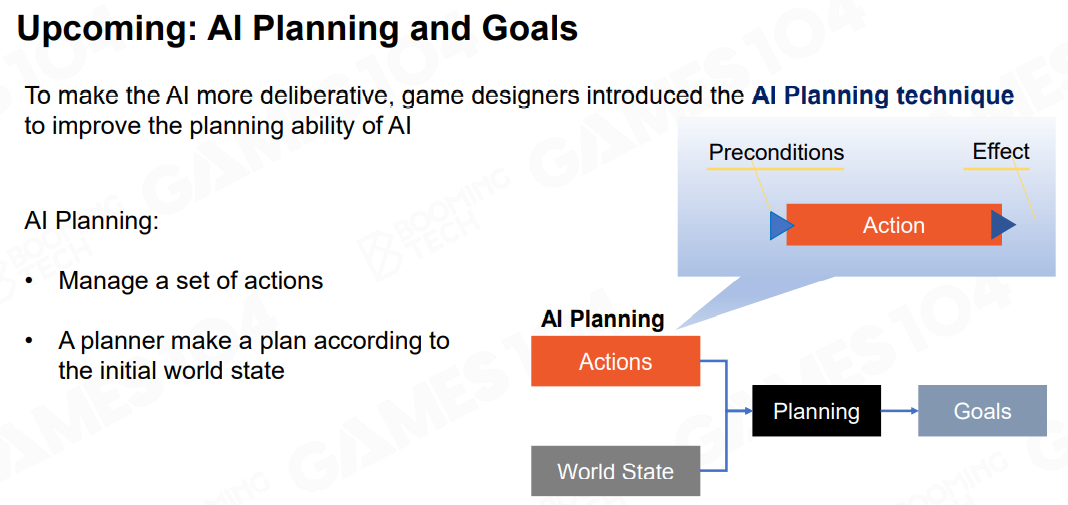 Upcoming: AI Planning and Goals
To make the AI more deliberative, game designers introduced the AI Planning technique
to improve the planning ability of AI
Preconditions
Effect
Action
AI Planning:
• Manage a set of actions
• A planner make a plan according to
the initial world state
AI Planning
Actions
Planning
Goals
World State
GAMES104
BOOMING
TECH